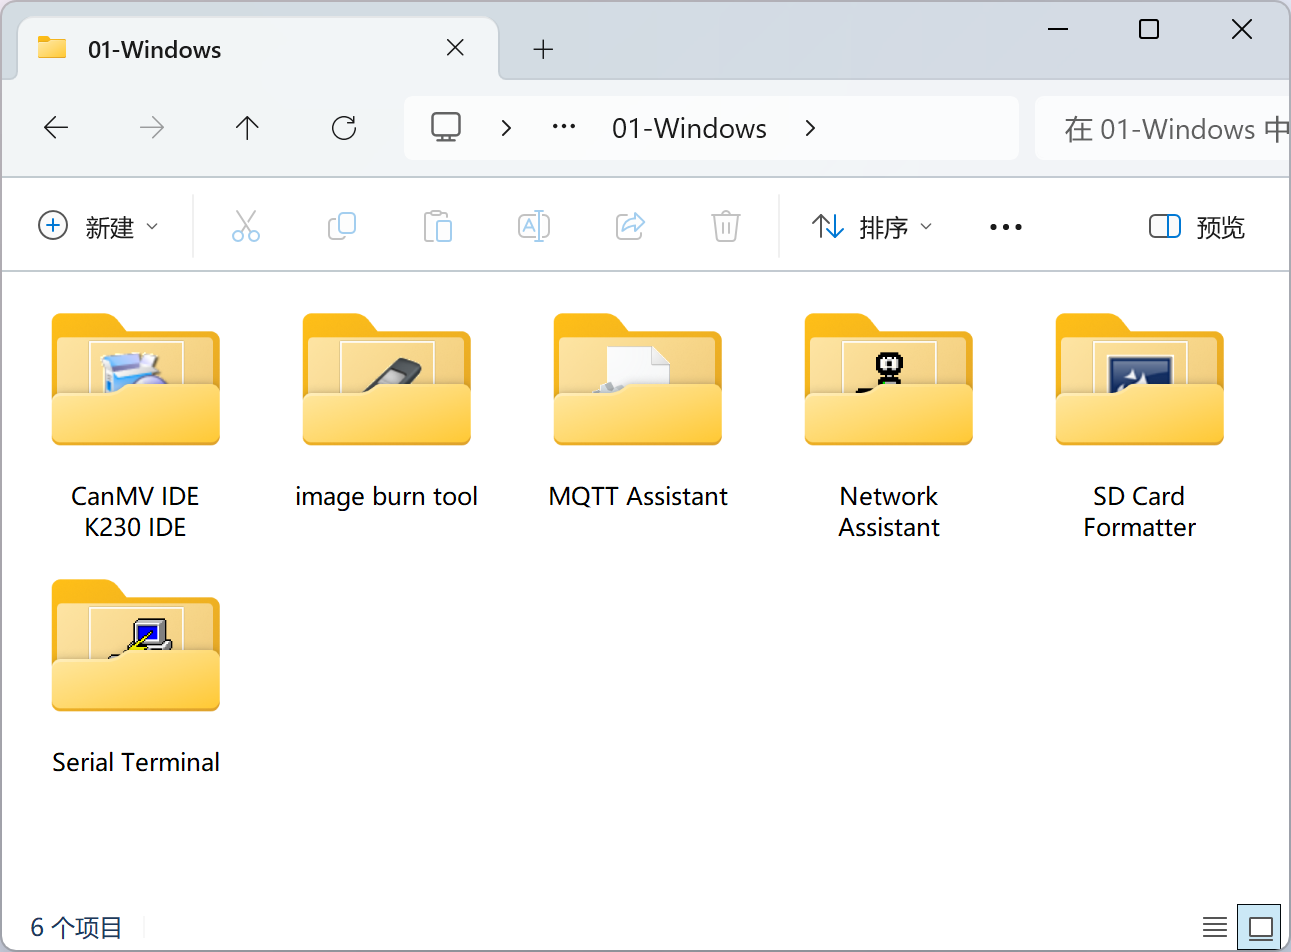 01-Windows
01-Windows
在 01-Windows 中
新建
排序
预览
CanMV IDE
K230 IDE
image burn tool
MQTT Assistant
Network
Assistant
SD Card
Formatter
Serial Terminal
6 个项目